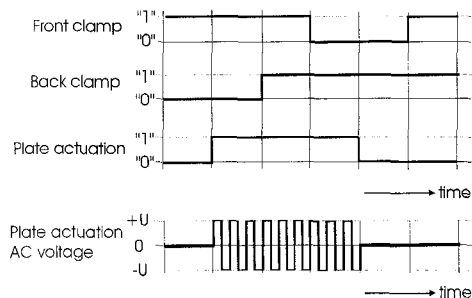 Front clamp "1"
"0"
Back clamp "1"
"0"
Plate actuation "1"
"0"
time
Plate actuation AC voltage
+U
0
-U
time